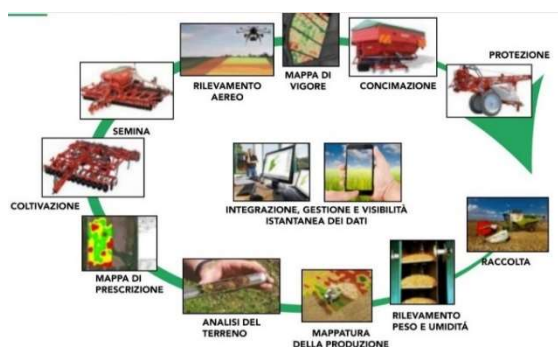 PROTEZIONE
RILEVAMENTO
AEREO
MAPPA DI
VIGORE
CONCIMAZIONE
SEMINA
COLTIVAZIONE
INTEGRAZIONE, GESTIONE E VISIBILITÀ
ISTANTANEA DEI DATI
RACCOLTA
MAPPA DI
PRESCRIZIONE
ANALISI DEL
TERRENO
MAPPATURA
DELLA PRODUZIONE
RILEVAMENTO
PESO E UMIDITÁ